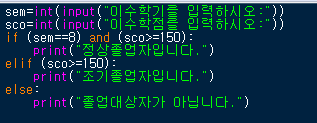 sem=int(input("이수학기를 입력하시오:"))
sco=int(input("이수학점을 입력하시오:"))
if (sem==8) and (sco>=150):
    print("정상졸업자입니다.")
elif (sco>=150):
    print("조기졸업자입니다.")
else:
    print("졸업대상자가 아닙니다.")